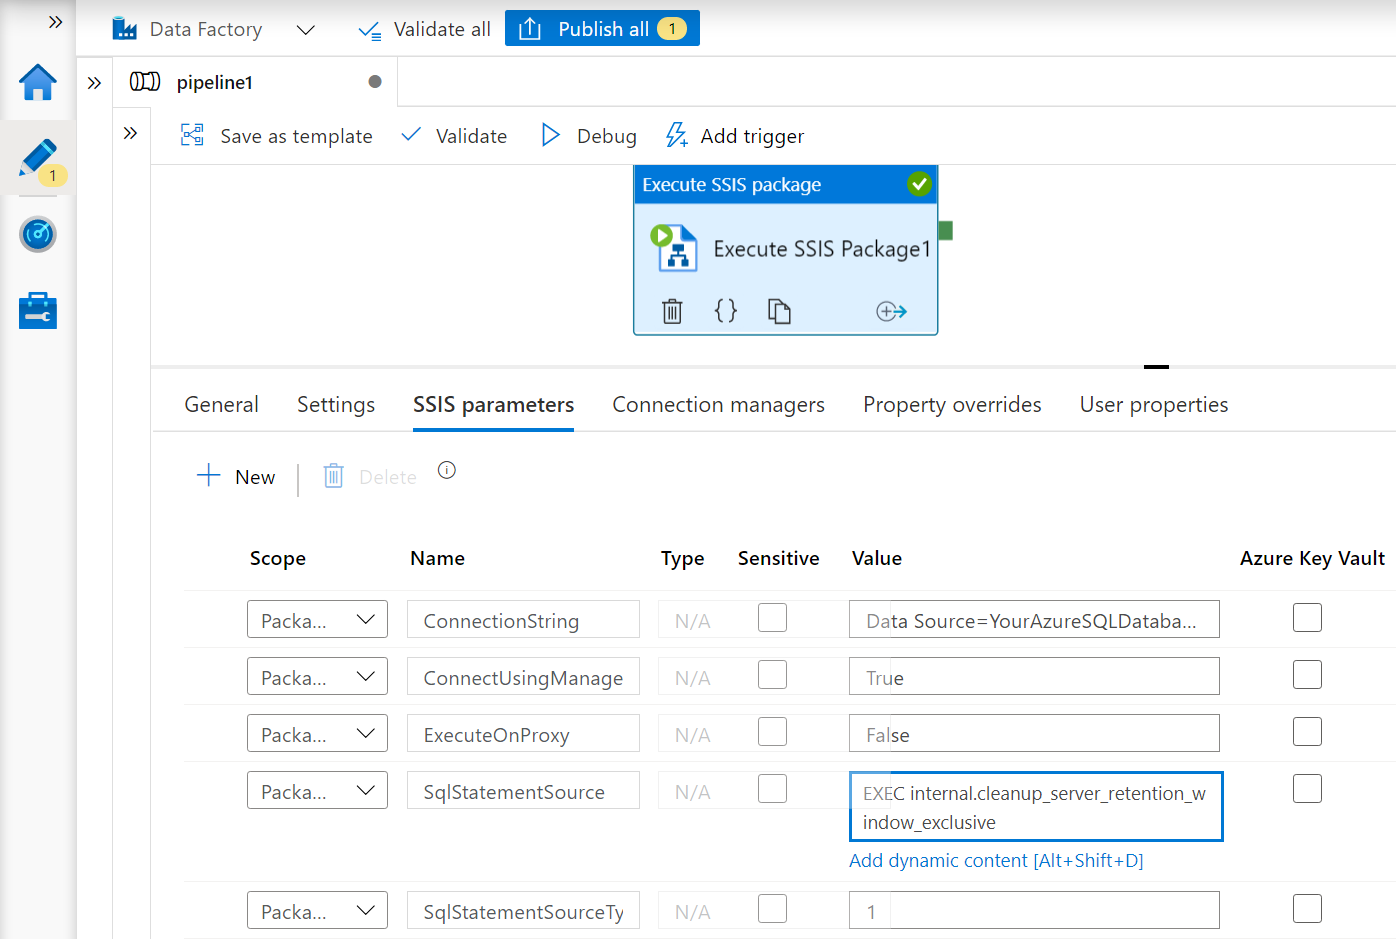 Data Factory
Validate all
Publish all 1
pipeline1
1
Save as template
Validate
Debug
Add trigger
Execute SSIS package
Execute SSIS Package1
General
Settings
SSIS parameters
Connection managers
Property overrides
User properties
New
Delete
Scope Name Type Sensitive Value Azure Key Vault
Packa... ConnectionString N/A Data Source=YourAzureSQLDataba...
Packa... ConnectUsingManage N/A True
Packa... ExecuteOnProxy N/A False
Packa... SqlStatementSource N/A EXEC internal.cleanup_server_retention_w
indow_exclusive
Add dynamic content [Alt+Shift+D]
Packa... SqlStatementSourceTy N/A 1